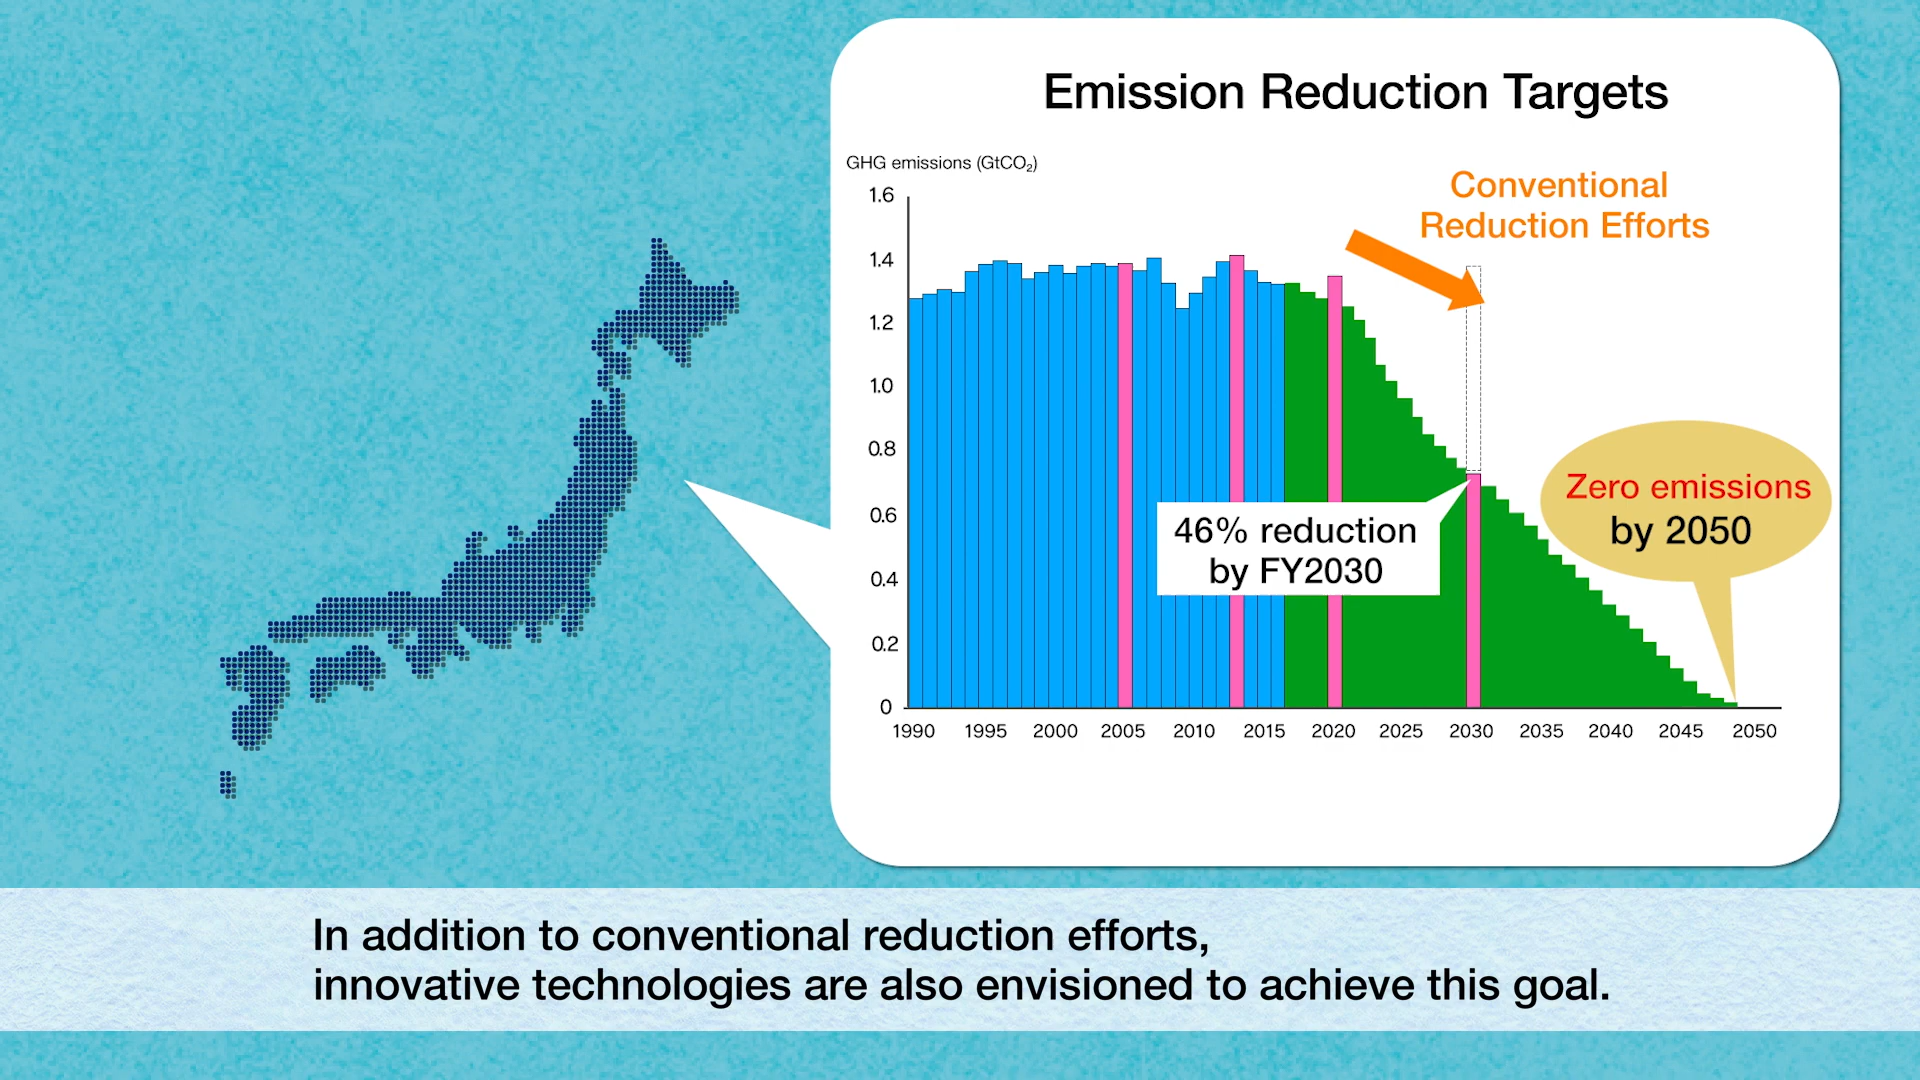 Emission Reduction Targets
GHG emissions (GtCO₂)
Conventional
Reduction Efforts
1.6
1.4
1.2
1.0
0.8
0.6
0.4
0.2
0
Zero emissions
by 2050
46% reduction
by FY2030
1990 1995 2000 2005 2010 2015 2020 2025 2030 2035 2040 2045 2050
In addition to conventional reduction efforts,
innovative technologies are also envisioned to achieve this goal.